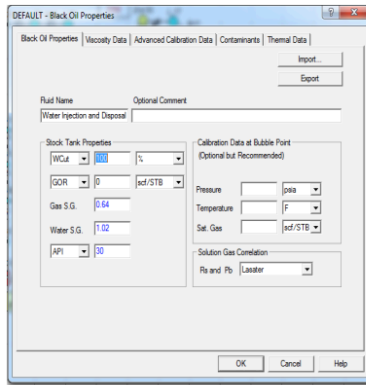 DEFAULT - Black Oil Properties
Black Oil Properties Viscosity Data Advanced Calibration Data Contaminants Thermal Data
Import...
Export
Fluid Name Optional Comment
Water Injection and Disposal
Stock Tank Properties
WCut 100 %
GOR 0 scf/STB
Gas S.G. 0.64
Water S.G. 1.02
API 30
Calibration Data at Bubble Point
(Optional but Recommended)
Pressure psia
Temperature F
Sat. Gas scf/STB
Solution Gas Correlation
Rs and Pb Lasater
OK Cancel Help